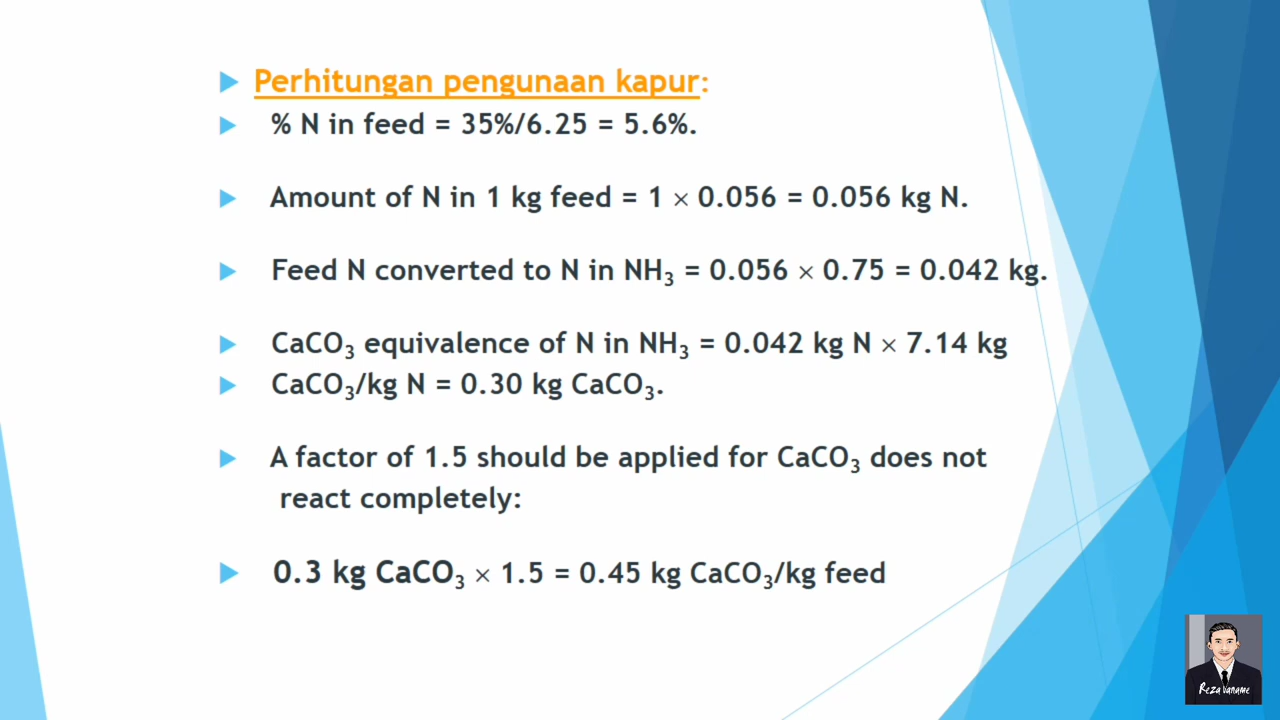 Perhitungan pengunaan kapur:
% N in feed = 35%/6.25 = 5.6%.
Amount of N in 1 kg feed = 1 × 0.056 = 0.056 kg N.
Feed N converted to N in NH₃ = 0.056 × 0.75 = 0.042 kg.
CaCO₃ equivalence of N in NH₃ = 0.042 kg N × 7.14 kg
CaCO₃/kg N = 0.30 kg CaCO₃.
A factor of 1.5 should be applied for CaCO₃ does not
react completely:
0.3 kg CaCO₃ × 1.5 = 0.45 kg CaCO₃/kg feed
Reza Vaname